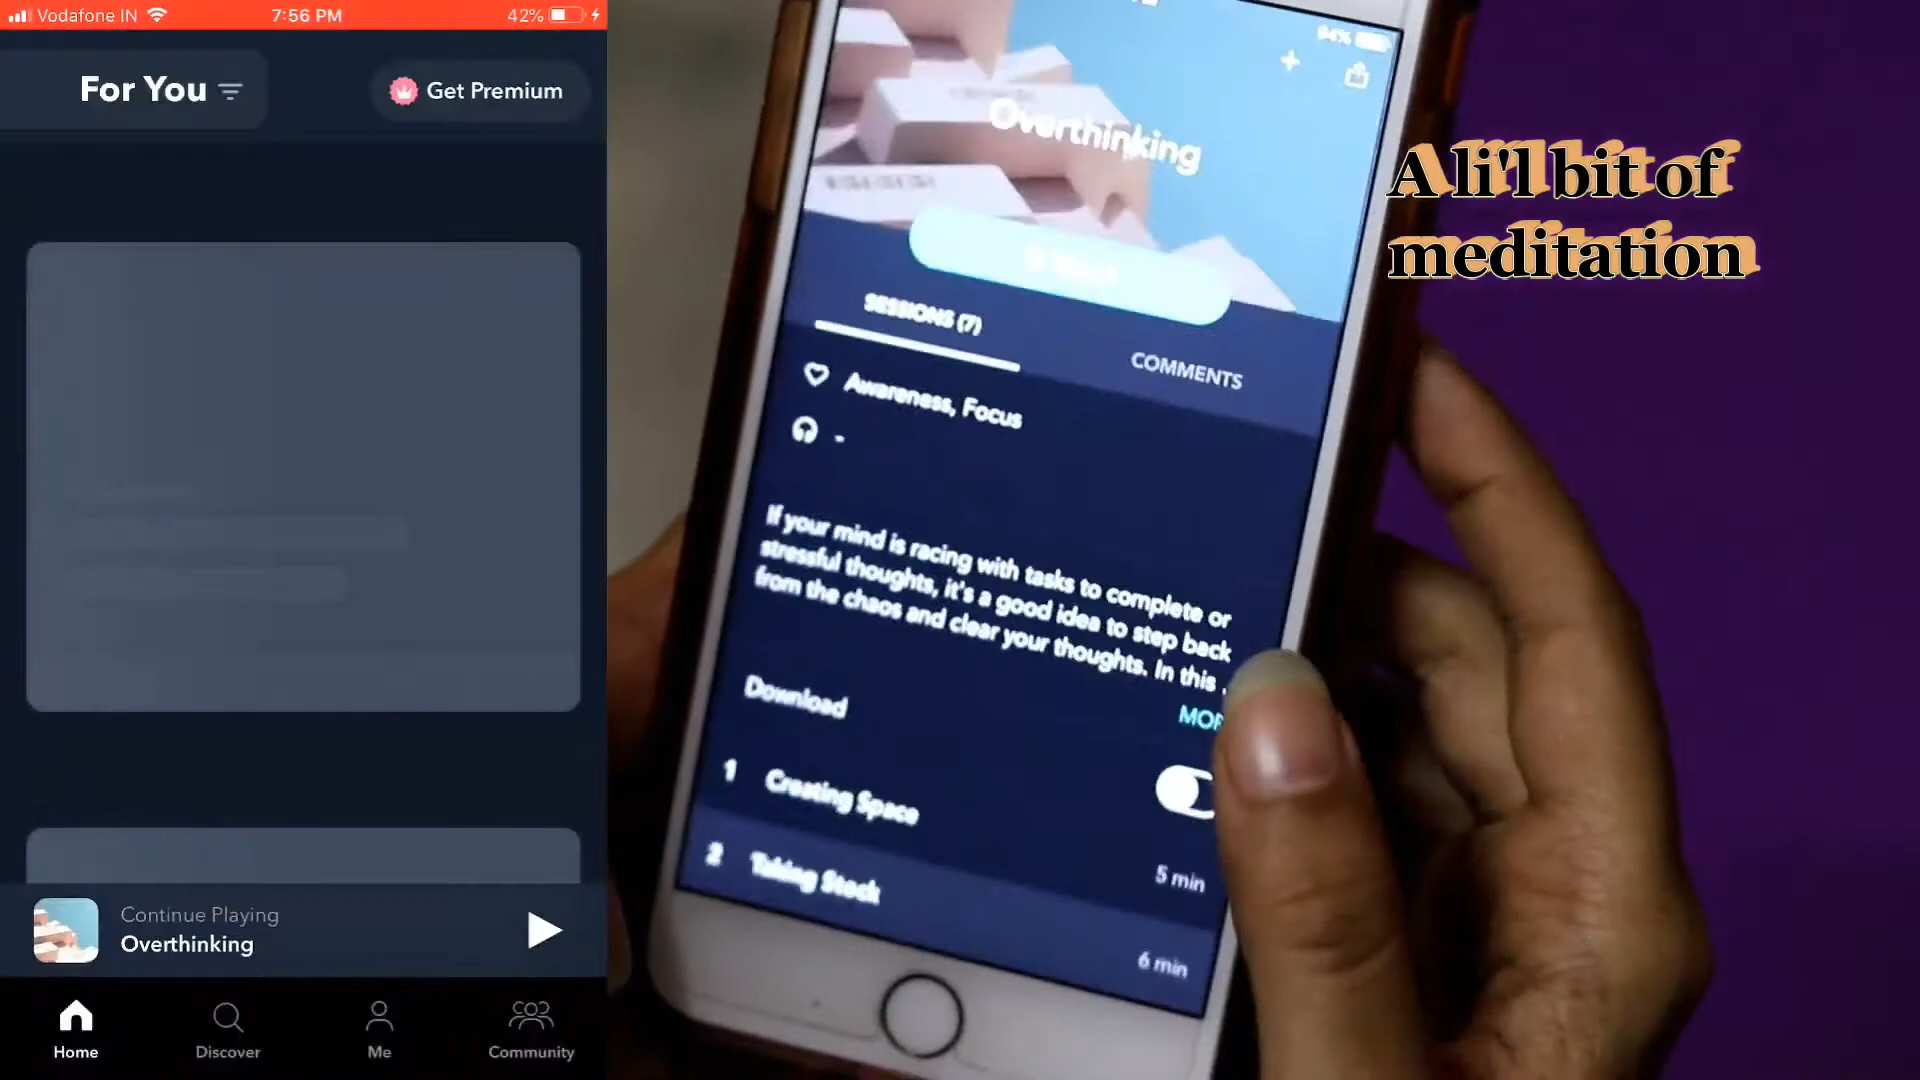 Vodafone IN
7:56 PM
42%
For You
Get Premium
Continue Playing
Overthinking
Home
Discover
Me
Community
94%
Overthinking
SESSIONS (7)
COMMENTS
Awareness, Focus
-
If your mind is racing with tasks to complete or
stressful thoughts, it's a good idea to step back
from the chaos and clear your thoughts. In this .
MOR
Download
1 Creating Space
5 min
2 Taking Stock
6 min
A li'l bit of
meditation